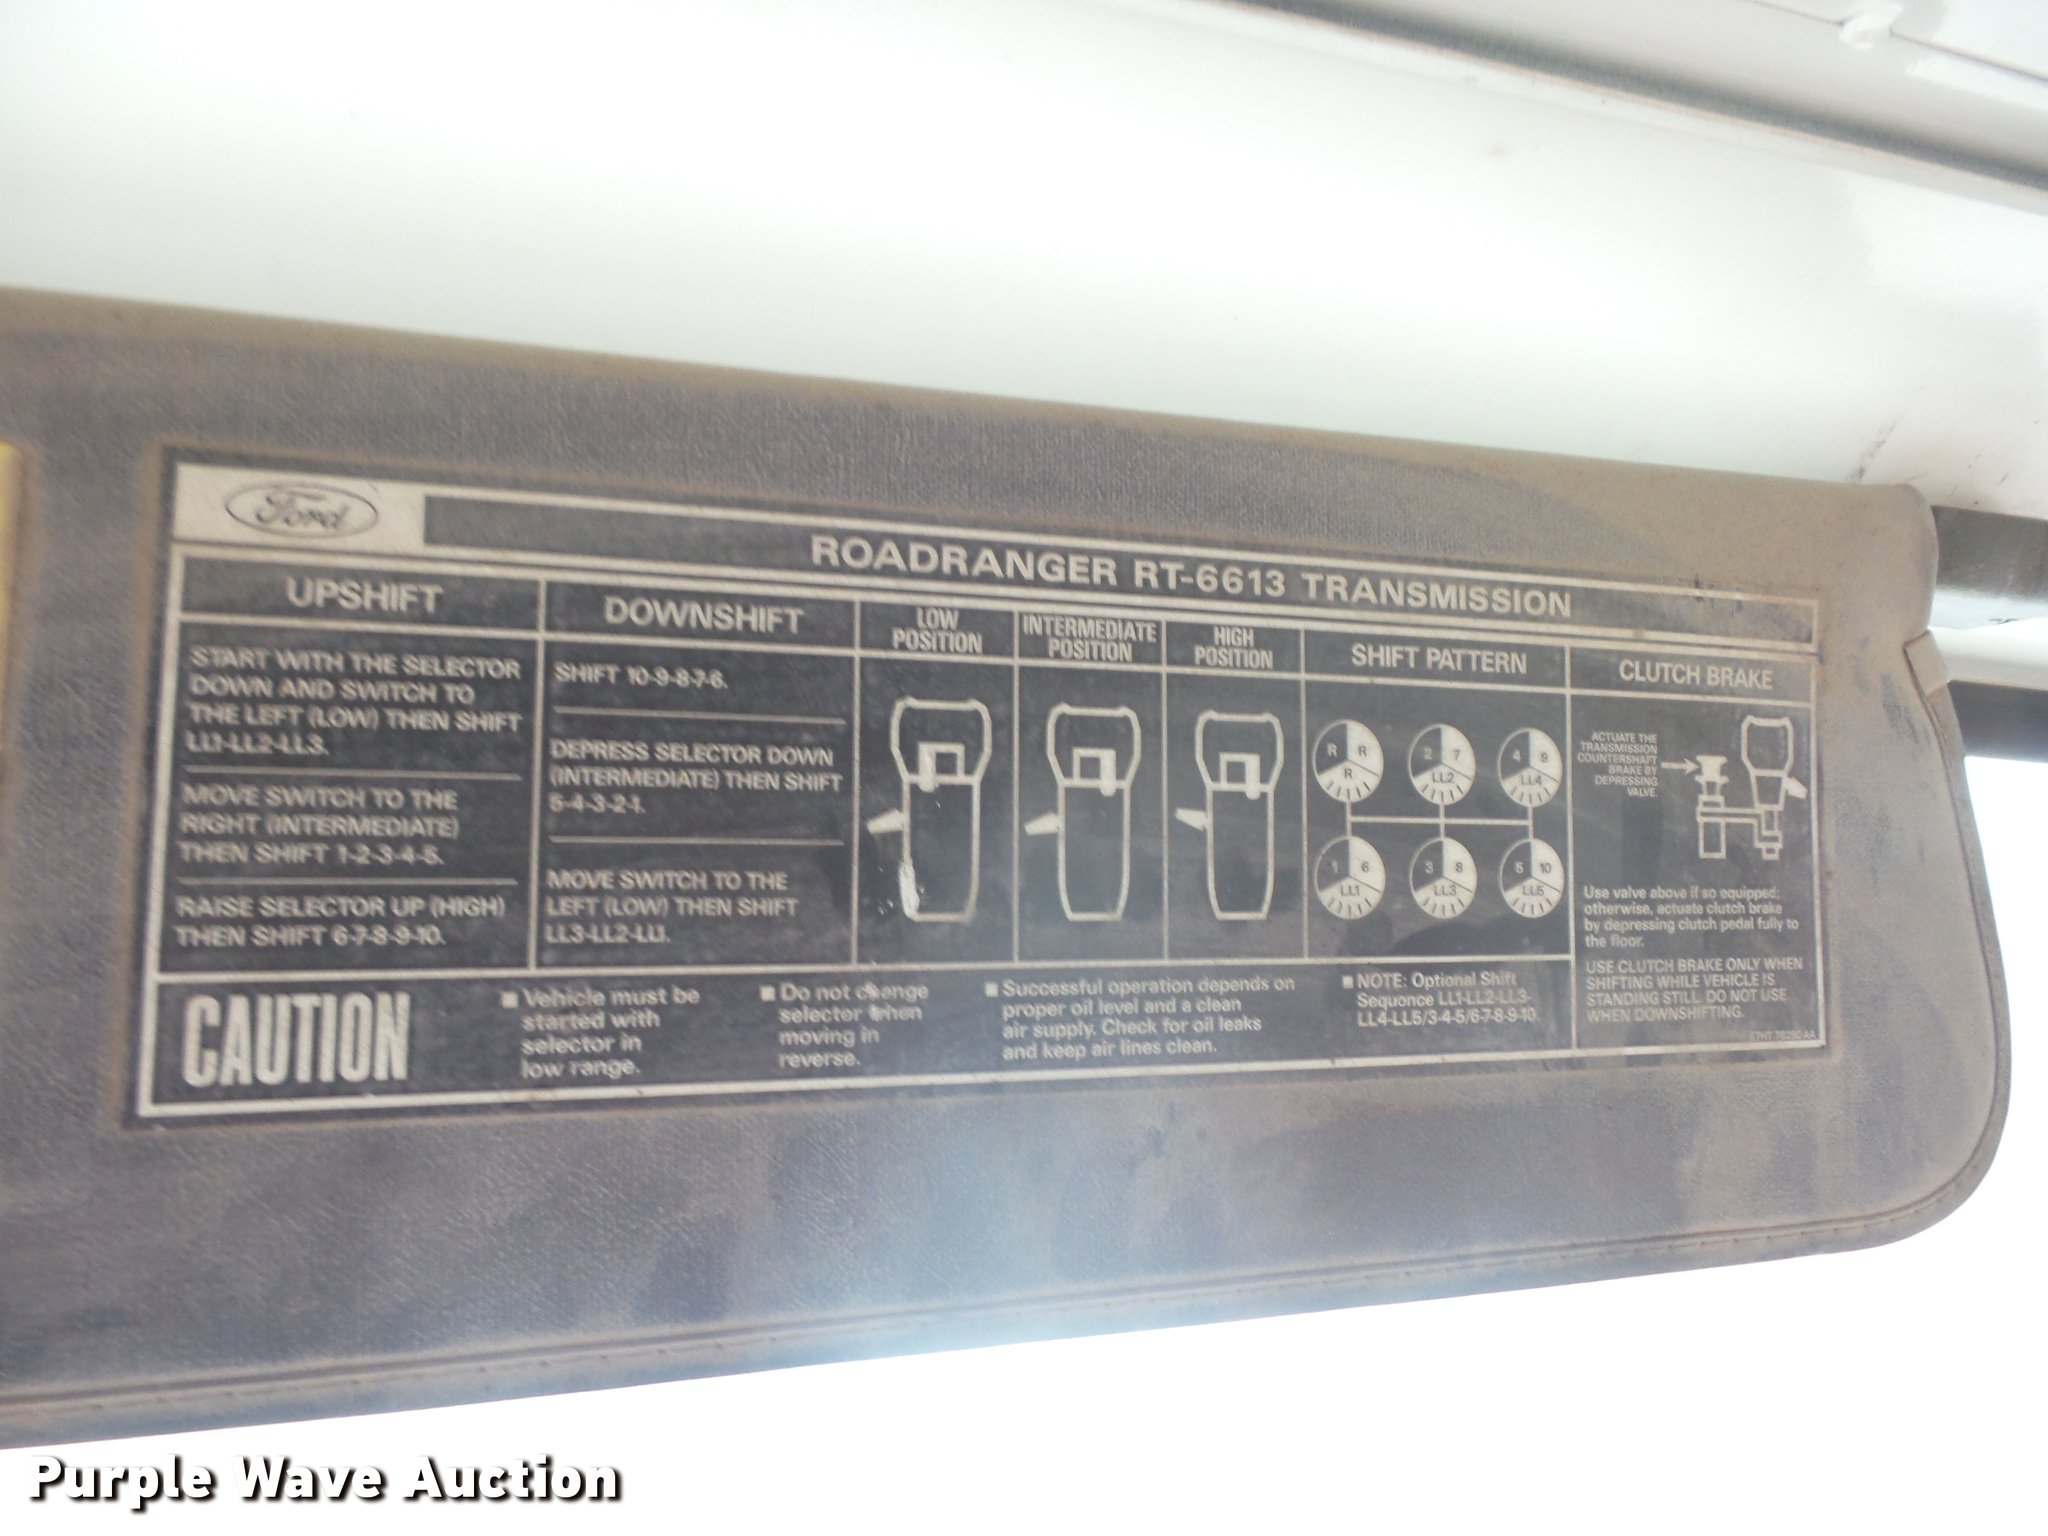 Ford
ROADRANGER RT-6613 TRANSMISSION
UPSHIFT
START WITH THE SELECTOR
DOWN AND SWITCH TO
THE LEFT (LOW) THEN SHIFT
LL1-LL2-LL3.
MOVE SWITCH TO THE
RIGHT (INTERMEDIATE)
THEN SHIFT 1-2-3-4-5.
RAISE SELECTOR UP (HIGH)
THEN SHIFT 6-7-8-9-10.
DOWNSHIFT
SHIFT 10-9-8-7-6.
DEPRESS SELECTOR DOWN
(INTERMEDIATE) THEN SHIFT
5-4-3-2-1.
MOVE SWITCH TO THE
LEFT (LOW) THEN SHIFT
LL3-LL2-LL1.
LOW
POSITION
INTERMEDIATE
POSITION
HIGH
POSITION
SHIFT PATTERN
R R
R
2 7
LL2
4 9
LL4
1 6
LL1
3 8
LL3
5 10
LL5
CLUTCH BRAKE
ACTUATE THE
TRANSMISSION
COUNTERSHAFT
BRAKE BY
DEPRESSING
VALVE.
Use valve above if so equipped;
otherwise, actuate clutch brake
by depressing clutch pedal fully to
the floor.
USE CLUTCH BRAKE ONLY WHEN
SHIFTING WHILE VEHICLE IS
STANDING STILL. DO NOT USE
WHEN DOWNSHIFTING.
CAUTION
■ Vehicle must be
started with
selector in
low range.
■ Do not change
selector when
moving in
reverse.
■ Successful operation depends on
proper oil level and a clean
air supply. Check for oil leaks
and keep air lines clean.
■ NOTE: Optional Shift
Sequence LL1-LL2-LL3-
LL4-LL5/3-4-5/6-7-8-9-10.
Purple Wave Auction